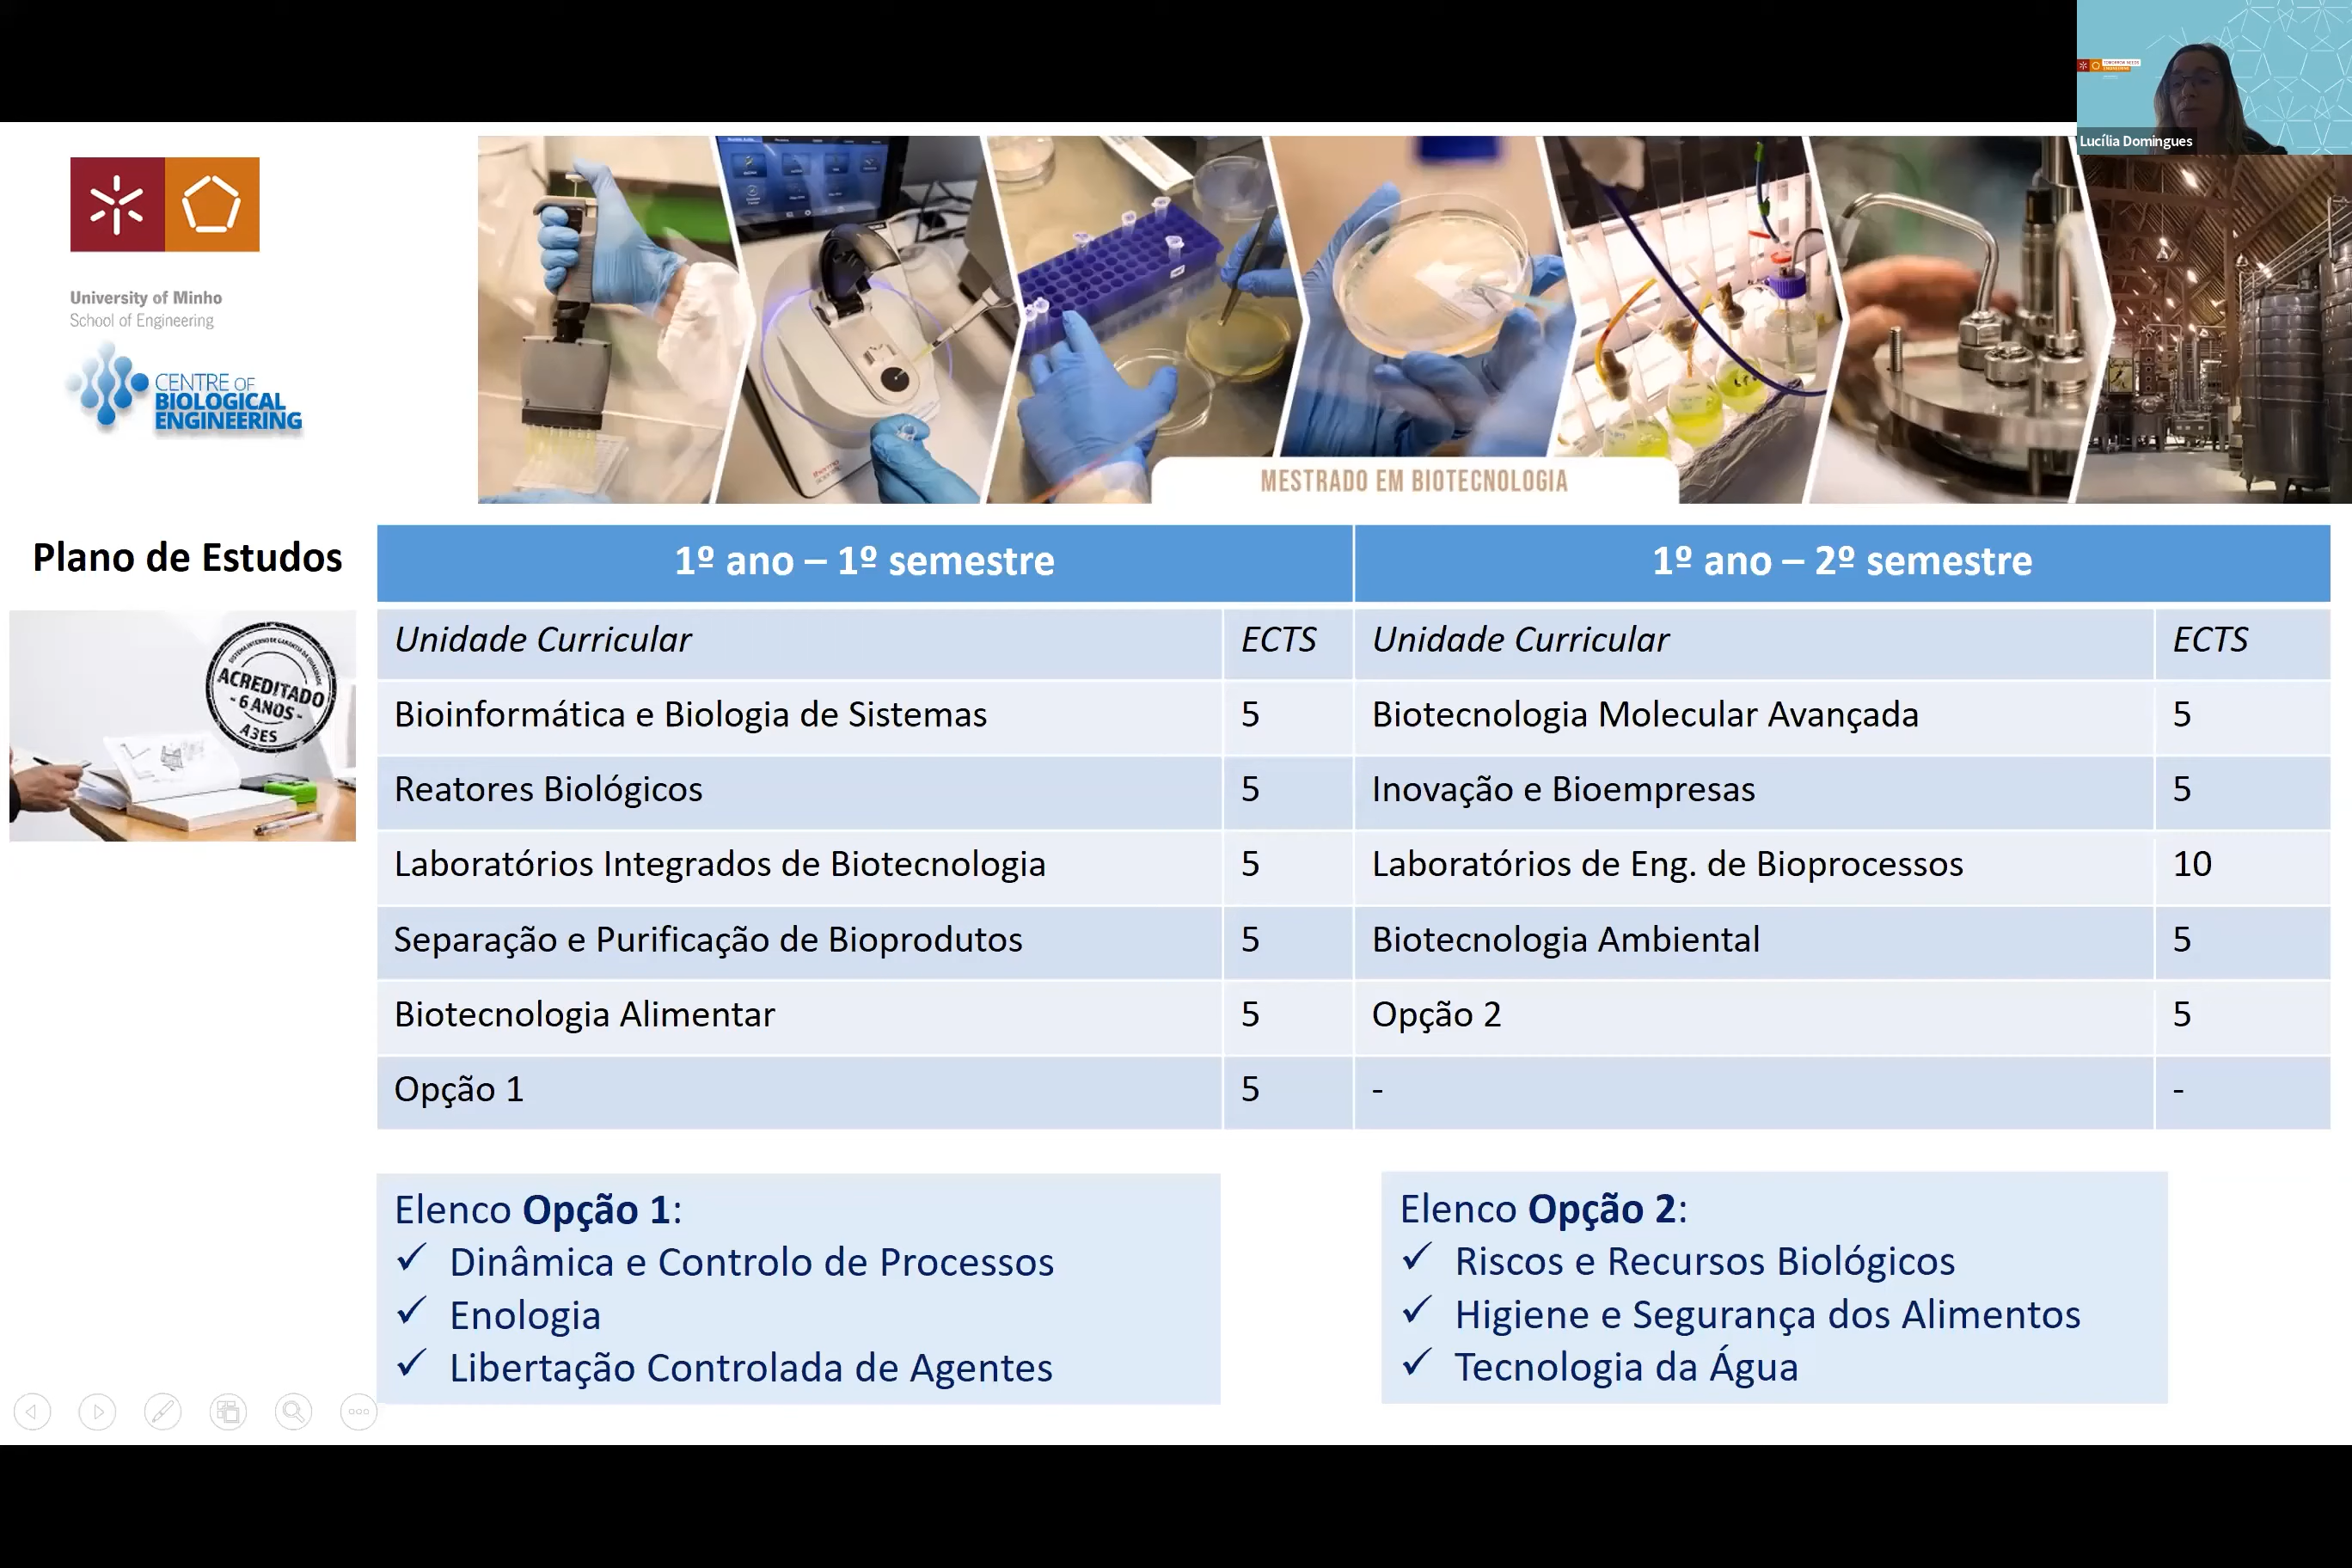 Lucília Domingues
University of Minho
School of Engineering
CENTRE OF
BIOLOGICAL
ENGINEERING
MESTRADO EM BIOTECNOLOGIA
Plano de Estudos
ACREDITADO
- 6 ANOS -
A3ES
1º ano – 1º semestre 1º ano – 2º semestre
Unidade Curricular ECTS Unidade Curricular ECTS
Bioinformática e Biologia de Sistemas 5 Biotecnologia Molecular Avançada 5
Reatores Biológicos 5 Inovação e Bioempresas 5
Laboratórios Integrados de Biotecnologia 5 Laboratórios de Eng. de Bioprocessos 10
Separação e Purificação de Bioprodutos 5 Biotecnologia Ambiental 5
Biotecnologia Alimentar 5 Opção 2 5
Opção 1 5 - -
Elenco Opção 1:
✓ Dinâmica e Controlo de Processos
✓ Enologia
✓ Libertação Controlada de Agentes
Elenco Opção 2:
✓ Riscos e Recursos Biológicos
✓ Higiene e Segurança dos Alimentos
✓ Tecnologia da Água